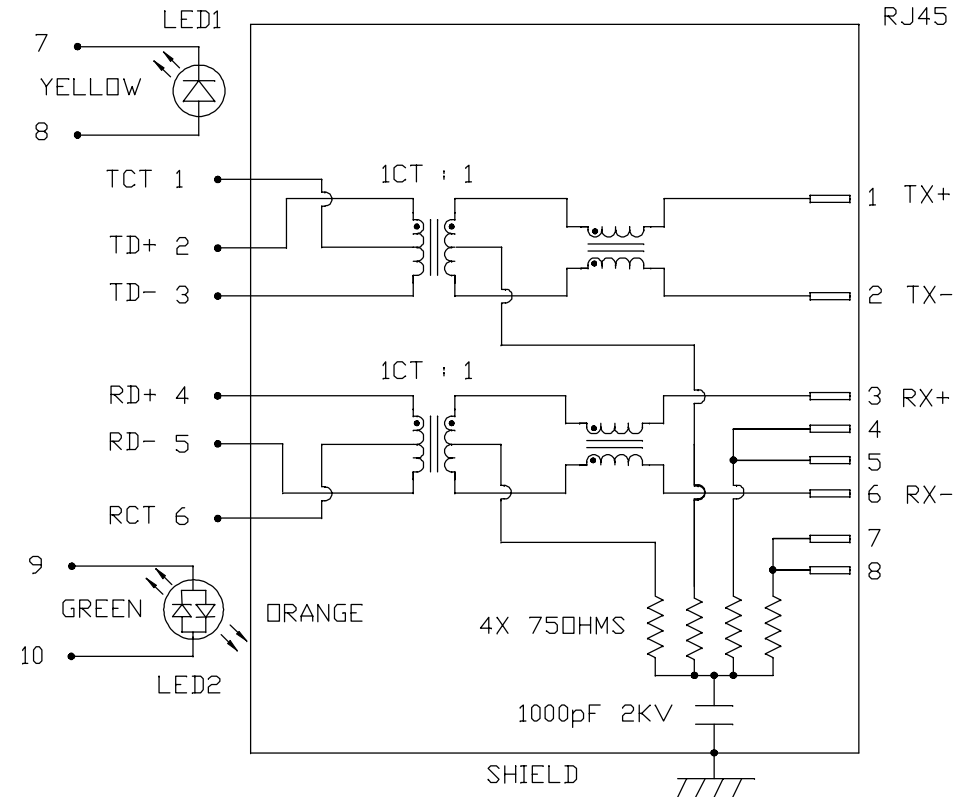 LED1
RJ45
7
YELLOW
8
TCT 1
1CT : 1
1 TX+
TD+ 2
TD- 3
2 TX-
1CT : 1
RD+ 4
3 RX+
4
RD- 5
5
6 RX-
RCT 6
7
9
8
GREEN
ORANGE
4X 75OHMS
10
LED2
1000pF 2KV
SHIELD